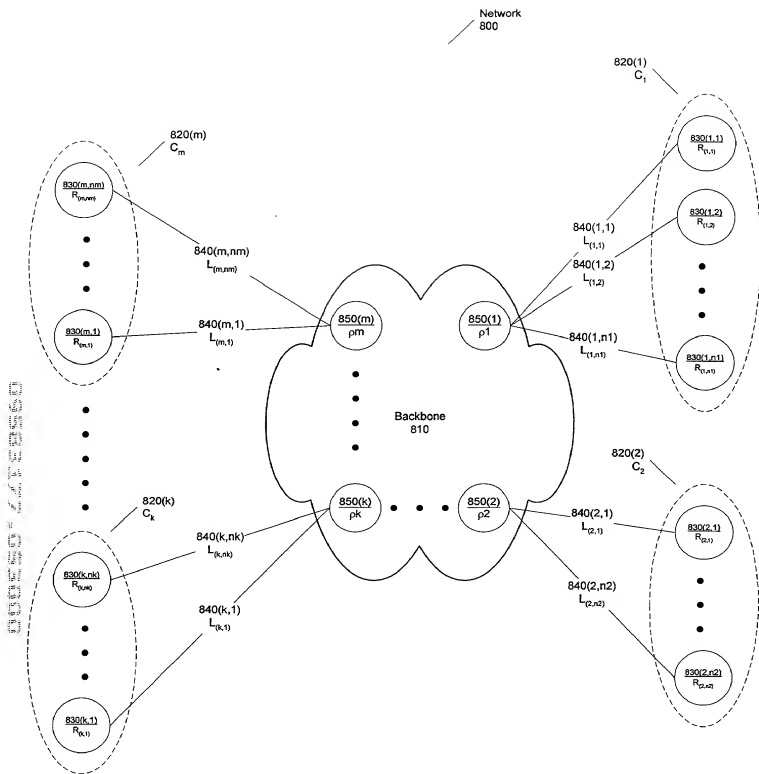 Network
800
820(1)
C1
830(1,1)
R(1,1)
830(1,2)
R(1,2)
830(1,n1)
R(1,n1)
840(1,1)
L(1,1)
840(1,2)
L(1,2)
840(1,n1)
L(1,n1)
820(m)
Cm
830(m,nm)
R(m,nm)
830(m,1)
R(m,1)
840(m,nm)
L(m,nm)
840(m,1)
L(m,1)
850(m)
ρm
850(1)
ρ1
Backbone
810
850(k)
ρk
850(2)
ρ2
820(k)
Ck
830(k,nk)
R(k,nk)
830(k,1)
R(k,1)
840(k,nk)
L(k,nk)
840(k,1)
L(k,1)
820(2)
C2
830(2,1)
R(2,1)
830(2,n2)
R(2,n2)
840(2,1)
L(2,1)
840(2,n2)
L(2,n2)